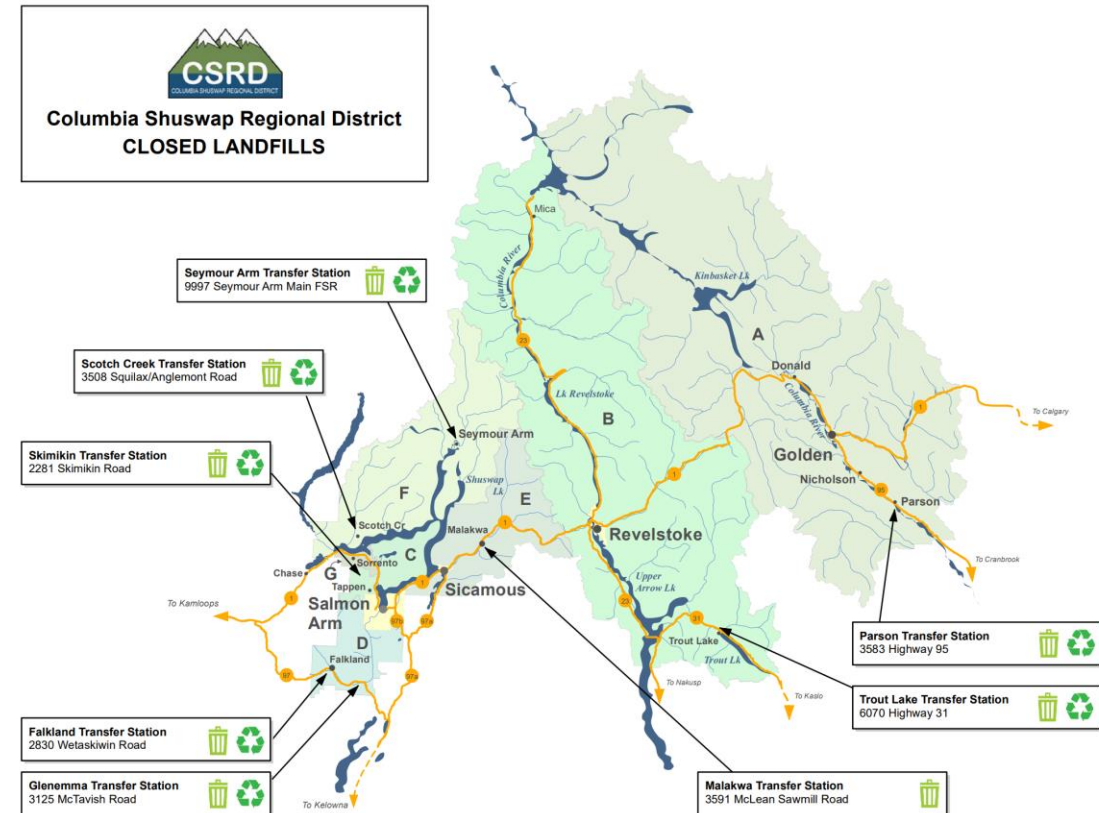 CSRD
COLUMBIA SHUSWAP REGIONAL DISTRICT
Columbia Shuswap Regional District
CLOSED LANDFILLS
Mica
Columbia River
Seymour Arm Transfer Station
9997 Seymour Arm Main FSR
Kinbasket Lk
A
23
Scotch Creek Transfer Station
3508 Squilax/Anglemont Road
Donald
Columbia River
Lk Revelstoke
1
To Calgary
B
Seymour Arm
Golden
Skimikin Transfer Station
2281 Skimikin Road
Shuswap
Lk
Nicholson
1
95
F
E
Parson
Scotch Cr
Malakwa
1
Revelstoke
C
Sorrento
To Cranbrook
G
Chase
1
Sicamous
Upper
Arrow Lk
Tappen
1
To Kamloops
Salmon
Arm
97b
97a
23
31
Parson Transfer Station
3583 Highway 95
D
Trout Lake
Falkland
Trout Lk
97
97a
To Nakusp
To Kaslo
Trout Lake Transfer Station
6070 Highway 31
Falkland Transfer Station
2830 Wetaskiwin Road
Glenemma Transfer Station
3125 McTavish Road
Malakwa Transfer Station
3591 McLean Sawmill Road
To Kelowna